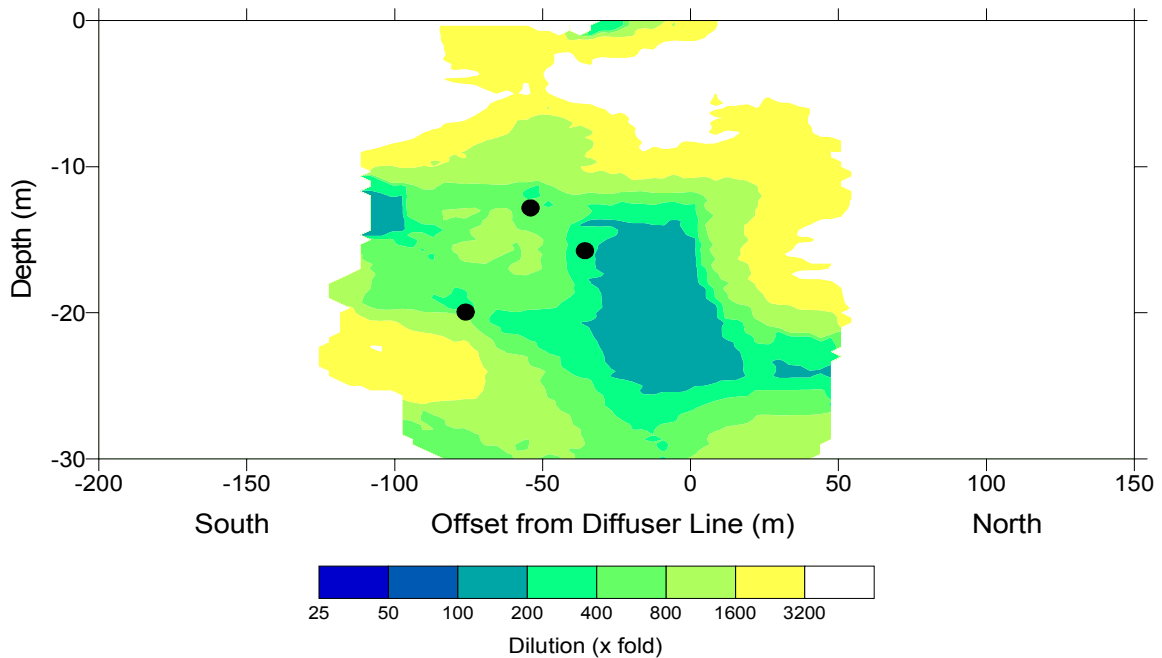 0
-10
-20
-30
Depth (m)
-200 -150 -100 -50 0 50 100 150
South Offset from Diffuser Line (m) North
25 50 100 200 400 800 1600 3200
Dilution (x fold)